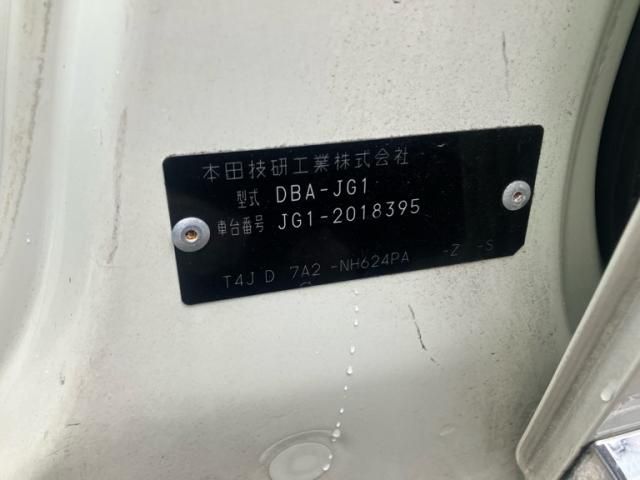 本田技研工業株式会社
型式 DBA-JG1
車台番号 JG1-2018395
T4J D 7A2 -NH624PA -Z -S